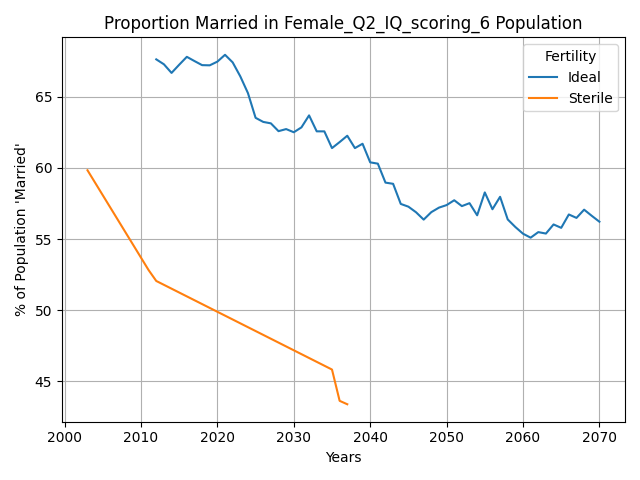 Proportion Married in Female_Q2_IQ_scoring_6 Population
% of Population 'Married'
65
60
55
50
45
Fertility
Ideal
Sterile
2000 2010 2020 2030 2040 2050 2060 2070
Years